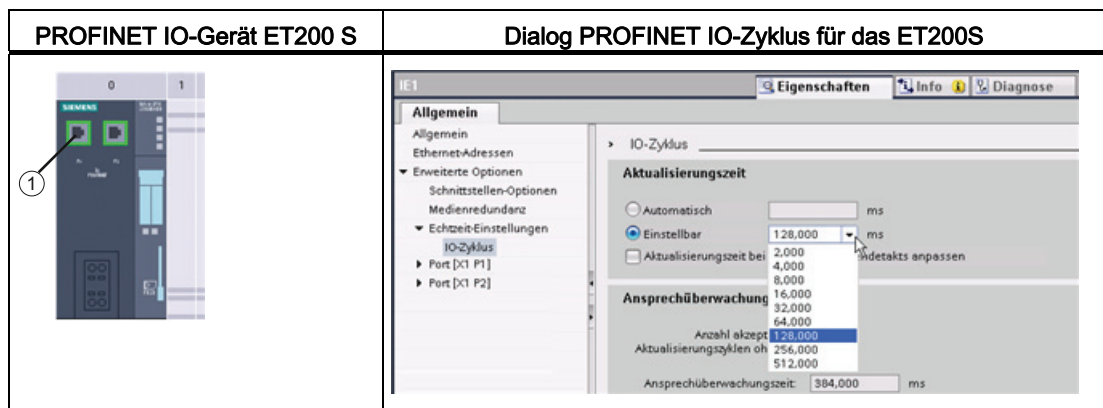 PROFINET IO-Gerät ET200 S
Dialog PROFINET IO-Zyklus für das ET200S
0 1
SIEMENS
1
IE1
Eigenschaften Info Diagnose
Allgemein
Allgemein
Ethernet-Adressen
Erweiterte Optionen
Schnittstellen-Optionen
Medienredundanz
Echtzeit-Einstellungen
IO-Zyklus
Port [X1 P1]
Port [X1 P2]
IO-Zyklus
Aktualisierungszeit
Automatisch ms
Einstellbar 128,000 ms
Aktualisierungszeit bei ndetakts anpassen
2,000
4,000
8,000
16,000
32,000
64,000
128,000
256,000
512,000
Ansprechüberwachung
Anzahl akzept
Aktualisierungszyklen oh
Ansprechüberwachungszeit: 384,000 ms